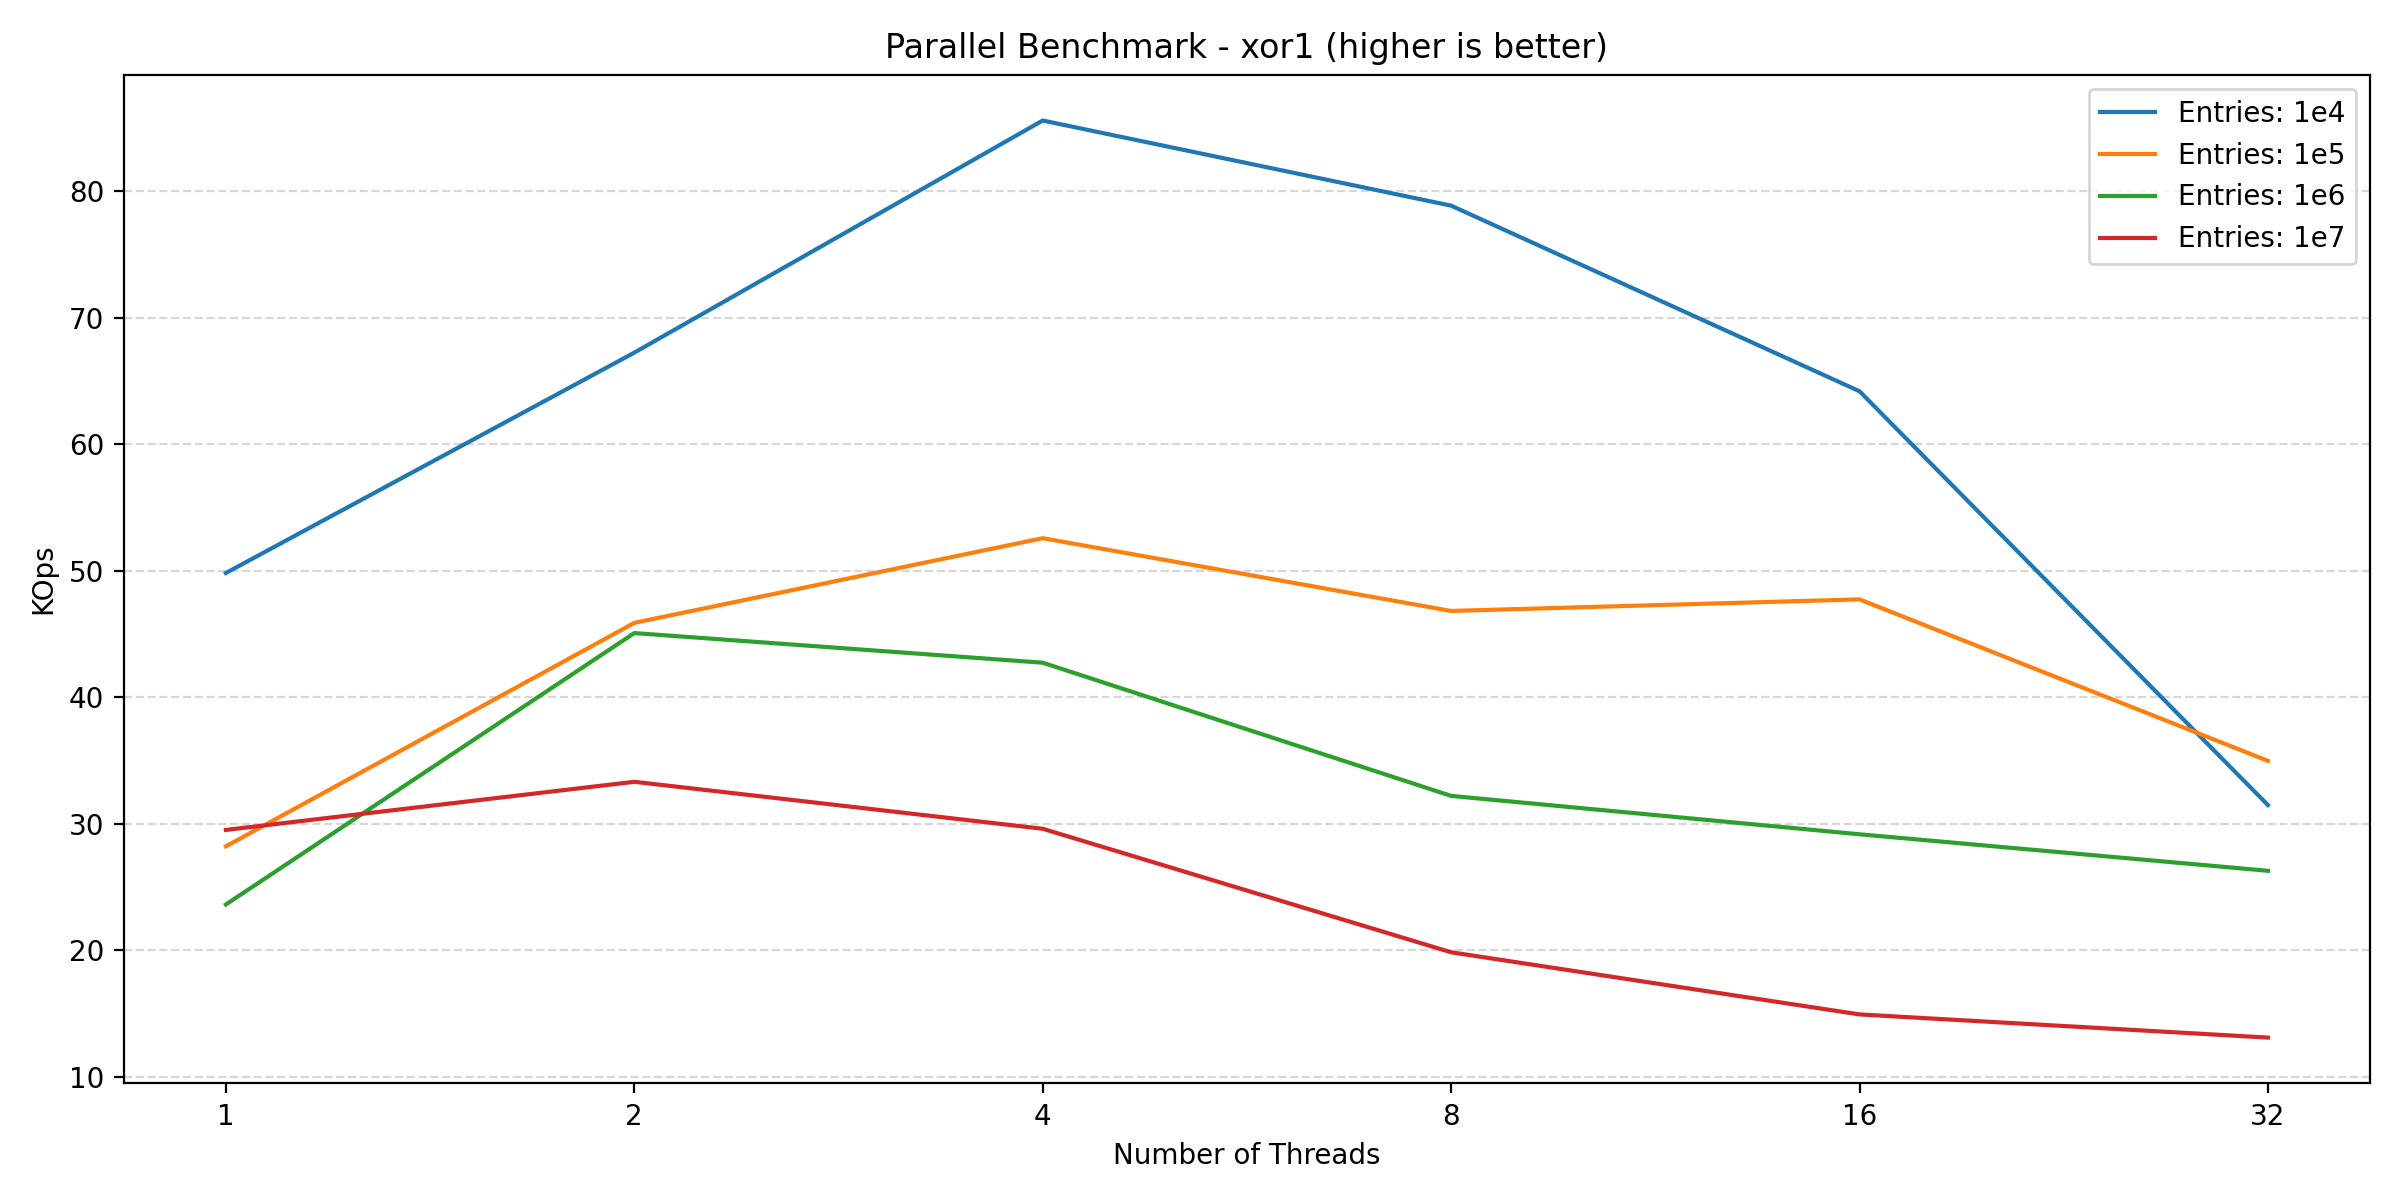 Parallel Benchmark - xor1 (higher is better)
Entries: 1e4
Entries: 1e5
Entries: 1e6
Entries: 1e7
KOps
80
70
60
50
40
30
20
10
1 2 4 8 16 32
Number of Threads